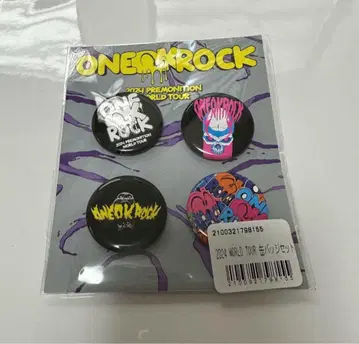 ONE OK ROCK
2024 PREMONITION
WORLD TOUR
ONE
OK
ROCK
2024 PREMONITION
WORLD TOUR
ONE OK ROCK
ONE OK ROCK
2100321798155
2024 WORLD TOUR 缶バッジセット
2100321798155